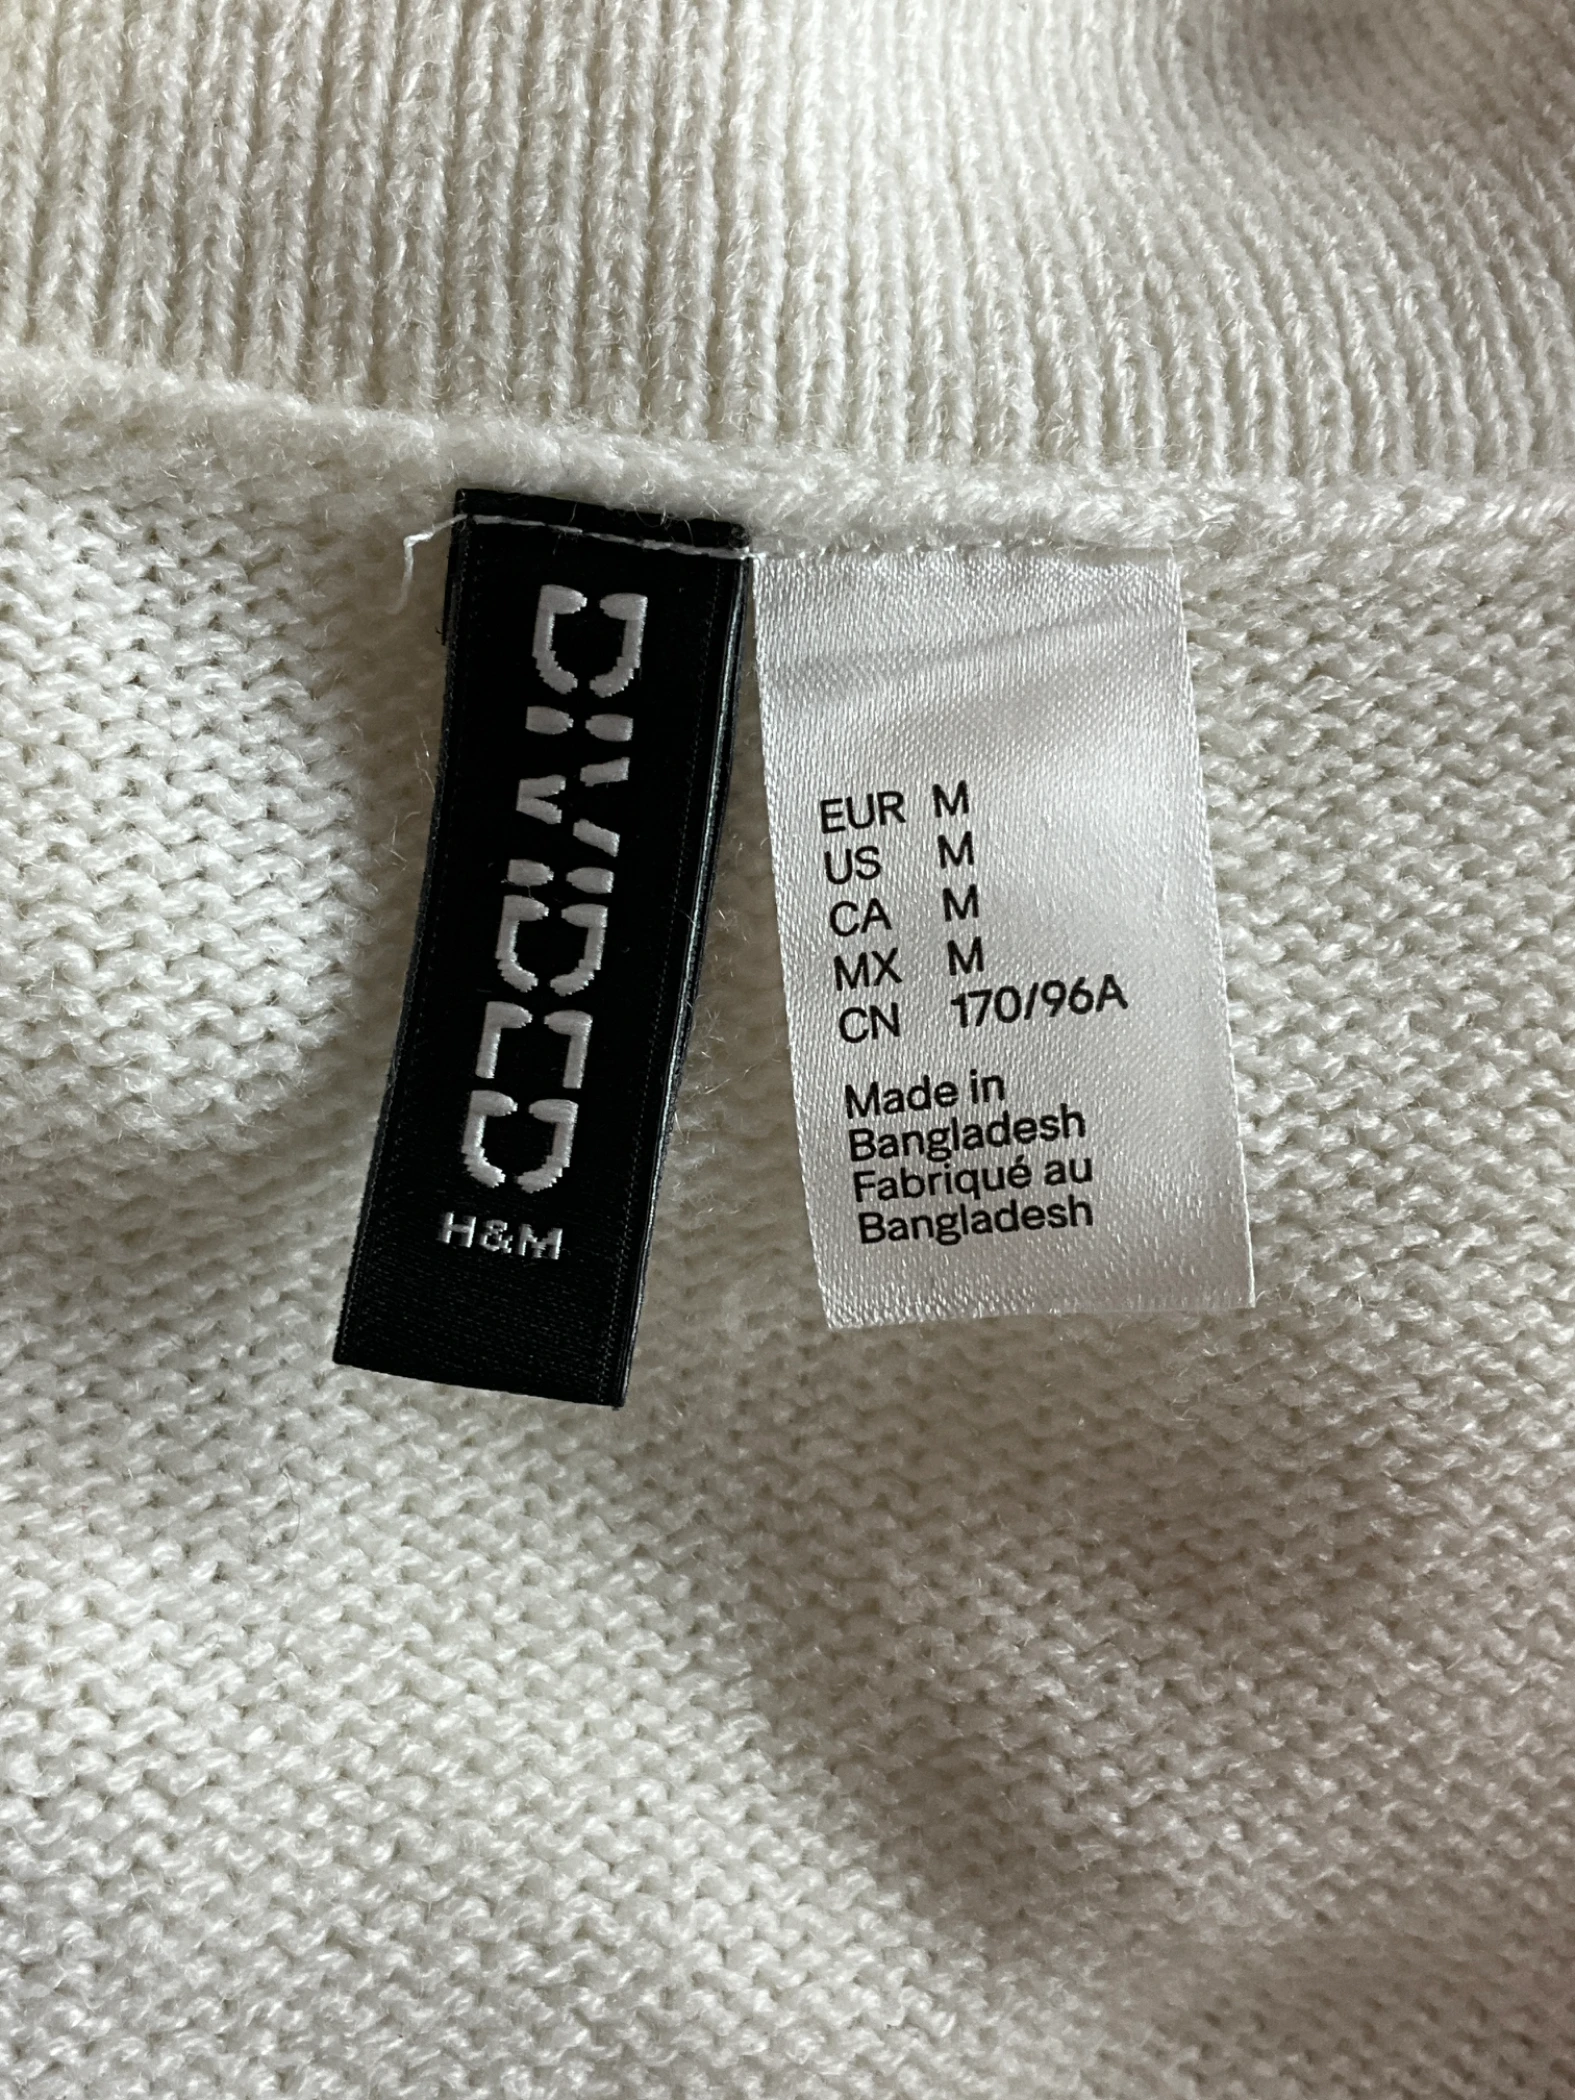 DIVIDED
H&M
EUR M
US M
CA M
MX M
CN 170/96A
Made in
Bangladesh
Fabriqué au
Bangladesh